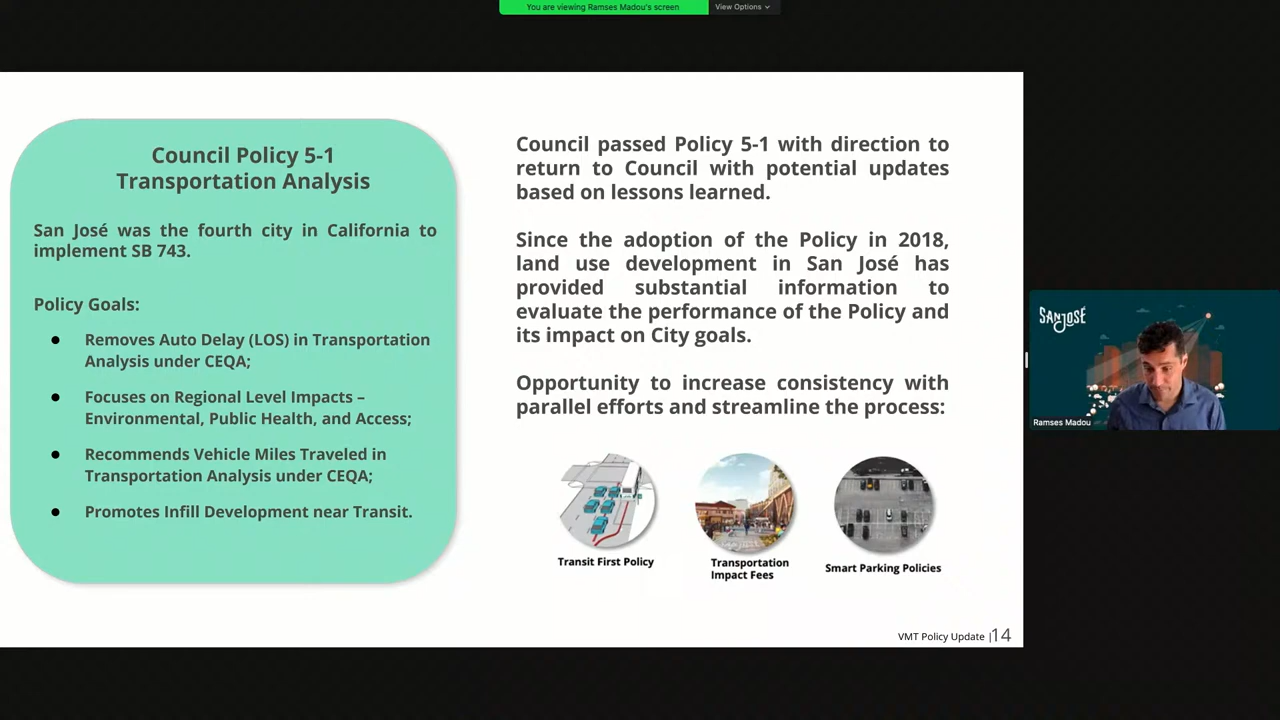 You are viewing Ramses Madou's screen
View Options
Council Policy 5-1
Transportation Analysis
San José was the fourth city in California to
implement SB 743.
Policy Goals:
● Removes Auto Delay (LOS) in Transportation
Analysis under CEQA;
● Focuses on Regional Level Impacts –
Environmental, Public Health, and Access;
● Recommends Vehicle Miles Traveled in
Transportation Analysis under CEQA;
● Promotes Infill Development near Transit.
Council passed Policy 5-1 with direction to
return to Council with potential updates
based on lessons learned.
Since the adoption of the Policy in 2018,
land use development in San José has
provided substantial information to
evaluate the performance of the Policy and
its impact on City goals.
Opportunity to increase consistency with
parallel efforts and streamline the process:
Transit First Policy
Transportation
Impact Fees
Smart Parking Policies
VMT Policy Update |14
SAN JOSÉ
Ramses Madou